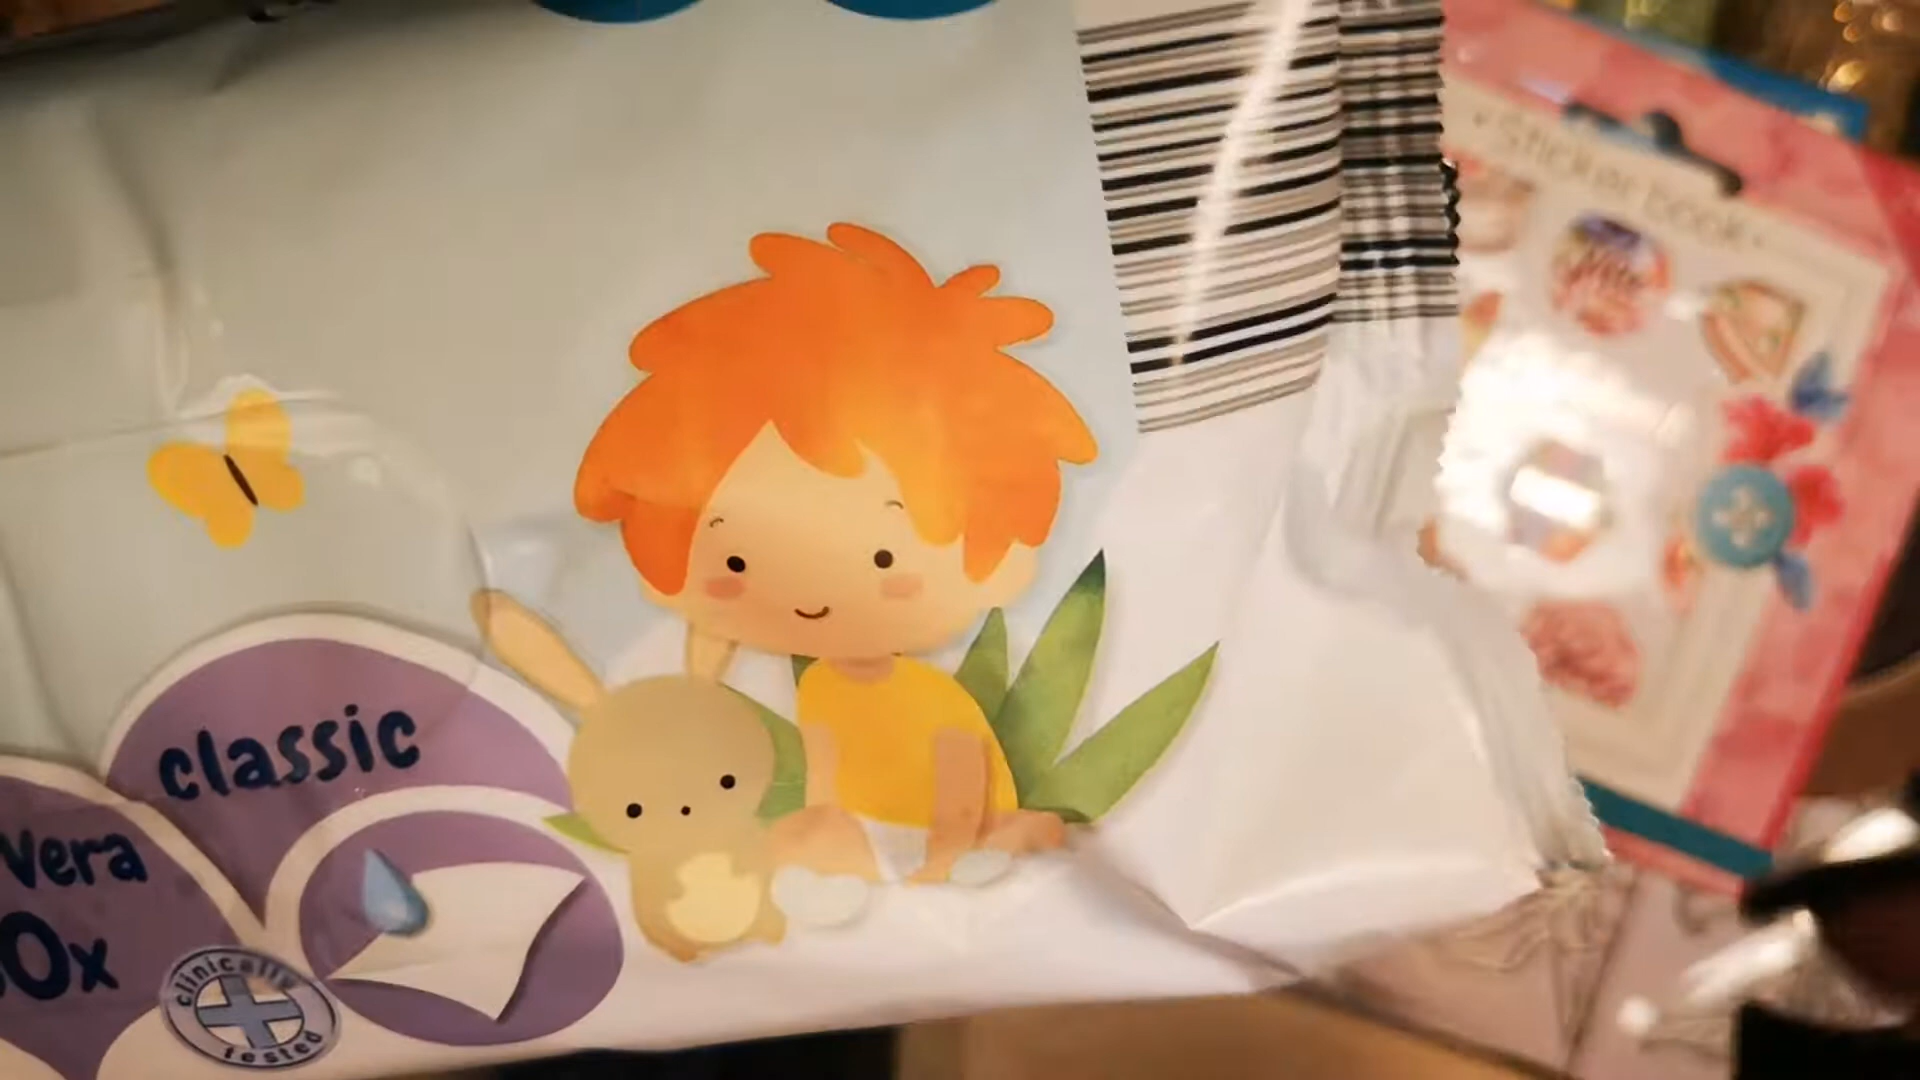 Sticker book
classic
Vera
0x
clinically
tested